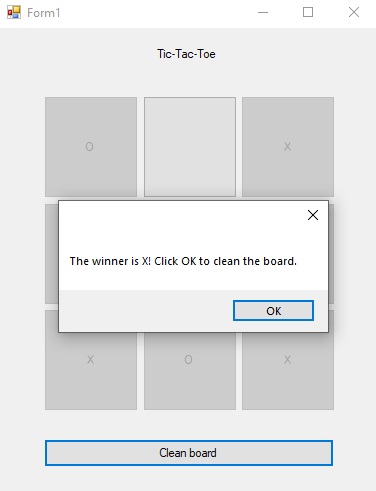 Form1
Tic-Tac-Toe
O X
The winner is X! Click OK to clean the board.
OK
X O X
Clean board